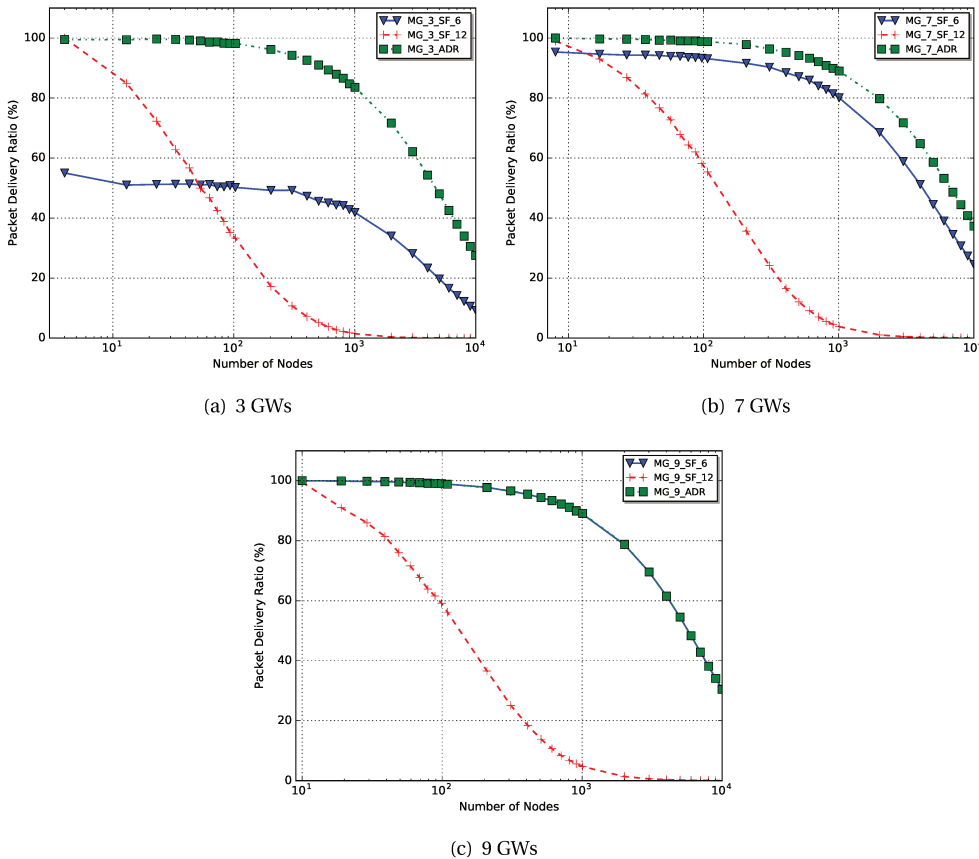 MG_3_SF_6
MG_3_SF_12
MG_3_ADR
100
80
60
40
20
0
Packet Delivery Ratio (%)
10^1 10^2 10^3 10^4
Number of Nodes
(a) 3 GWs
MG_7_SF_6
MG_7_SF_12
MG_7_ADR
100
80
60
40
20
0
Packet Delivery Ratio (%)
10^1 10^2 10^3 10^4
Number of Nodes
(b) 7 GWs
MG_9_SF_6
MG_9_SF_12
MG_9_ADR
100
80
60
40
20
0
Packet Delivery Ratio (%)
10^1 10^2 10^3 10^4
Number of Nodes
(c) 9 GWs